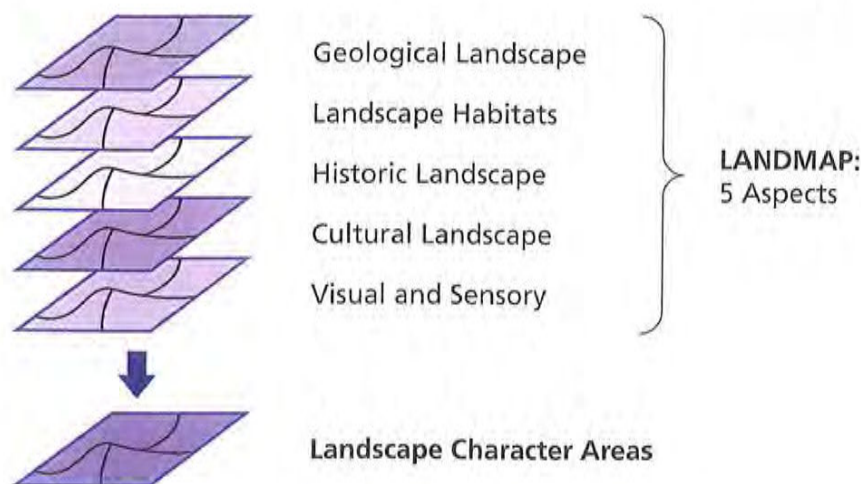 Geological Landscape
Landscape Habitats
Historic Landscape
Cultural Landscape
Visual and Sensory
LANDMAP:
5 Aspects
Landscape Character Areas